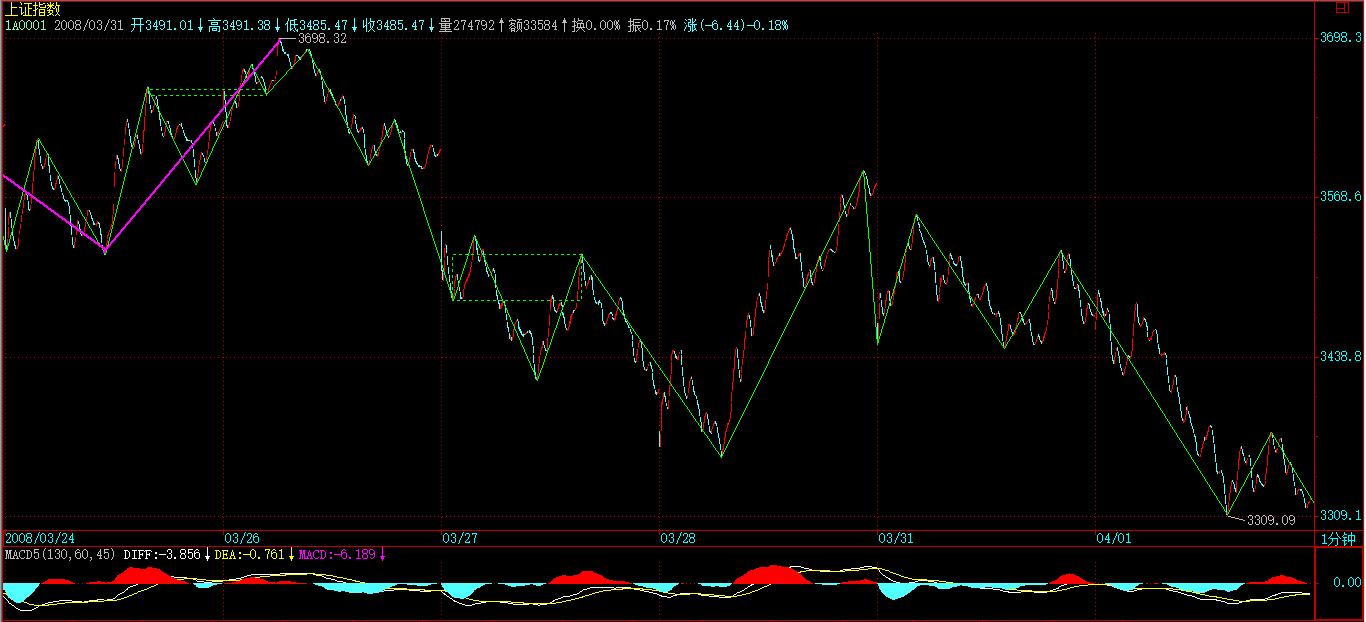 上证指数
1A0001 2008/03/31 开3491.01↓高3491.38↓低3485.47↓收3485.47↓量274792↑额33584↑换0.00% 振0.17% 涨(-6.44)-0.18%
3698.32
3698.3
3568.6
3438.8
3309.09
3309.1
2008/03/24 03/26 03/27 03/28 03/31 04/01 1分钟
MACD5(130,60,45) DIFF:-3.856↓DEA:-0.761↓MACD:-6.189↓
0.00